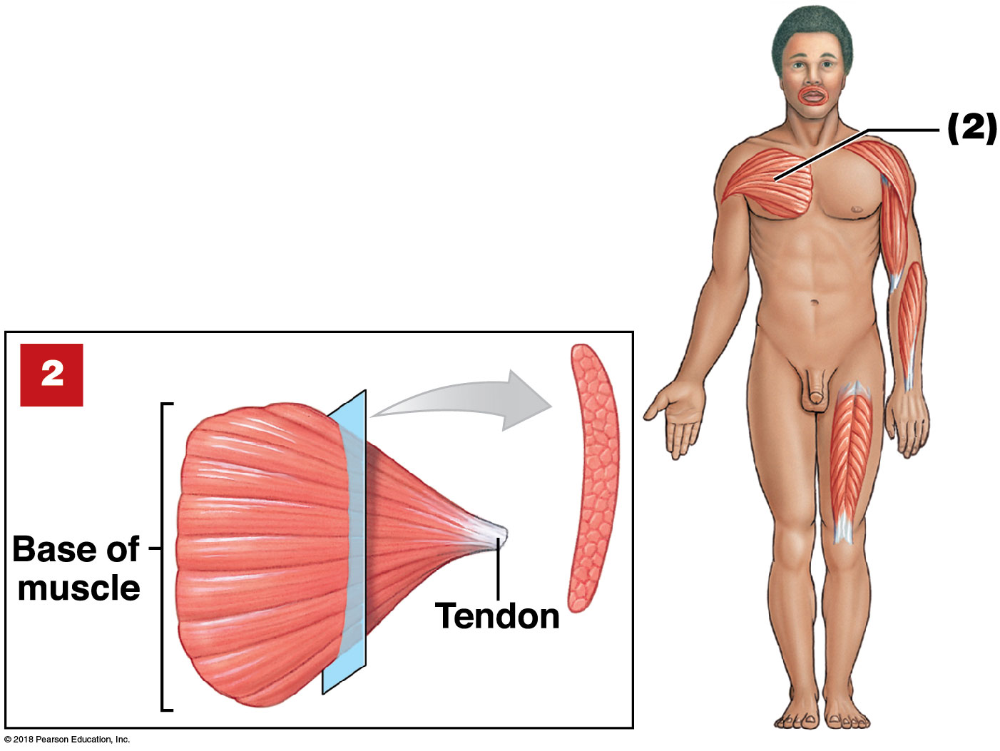 (2)
2
Base of
muscle
Tendon
© 2018 Pearson Education, Inc.